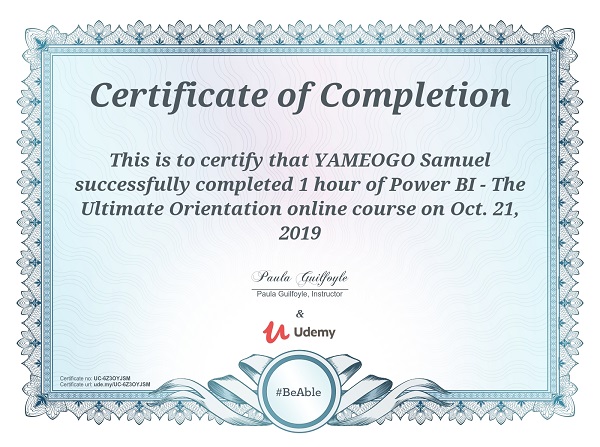 Certificate of Completion
This is to certify that YAMEOGO Samuel
successfully completed 1 hour of Power BI - The
Ultimate Orientation online course on Oct. 21,
2019
Paula Guilfoyle
Paula Guilfoyle, Instructor
&
Udemy
Certificate no: UC-6Z3OYJSM
Certificate url: ude.my/UC-6Z3OYJSM
#BeAble